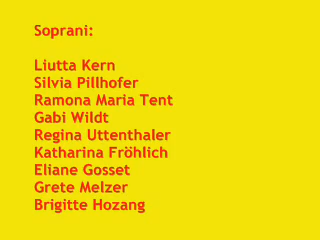 Soprani:
Liutta Kern
Silvia Pillhofer
Ramona Maria Tent
Gabi Wildt
Regina Uttenthaler
Katharina Fröhlich
Eliane Gosset
Grete Melzer
Brigitte Hozang